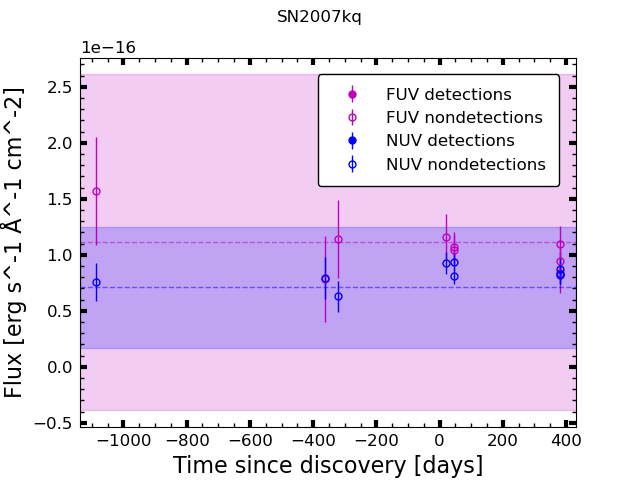 SN2007kq
1e−16
2.5
2.0
1.5
1.0
0.5
0.0
−0.5
Flux [erg s^-1 Å^-1 cm^-2]
FUV detections
FUV nondetections
NUV detections
NUV nondetections
−1000 −800 −600 −400 −200 0 200 400
Time since discovery [days]